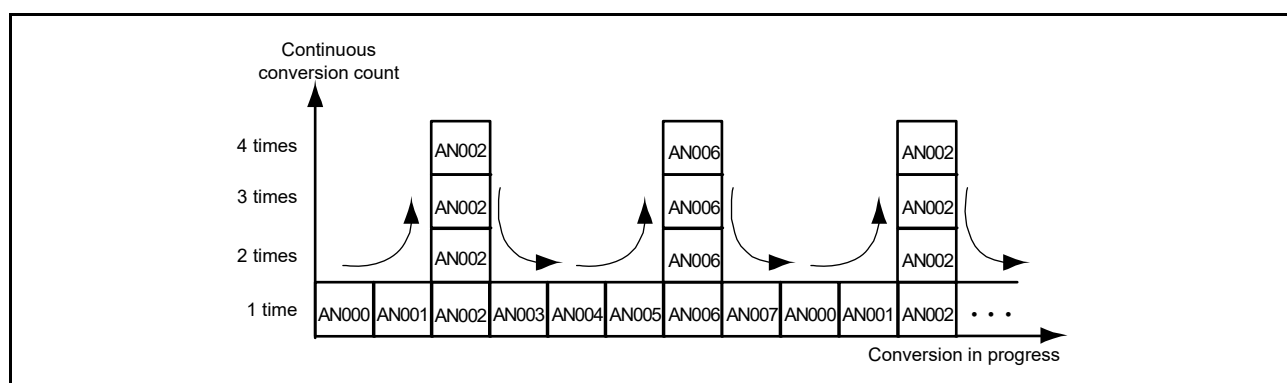 Continuous
conversion count
4 times
AN002 AN006 AN002
3 times
AN002 AN006 AN002
2 times
AN002 AN006 AN002
1 time
AN000 AN001 AN002 AN003 AN004 AN005 AN006 AN007 AN000 AN001 AN002 • • •
Conversion in progress